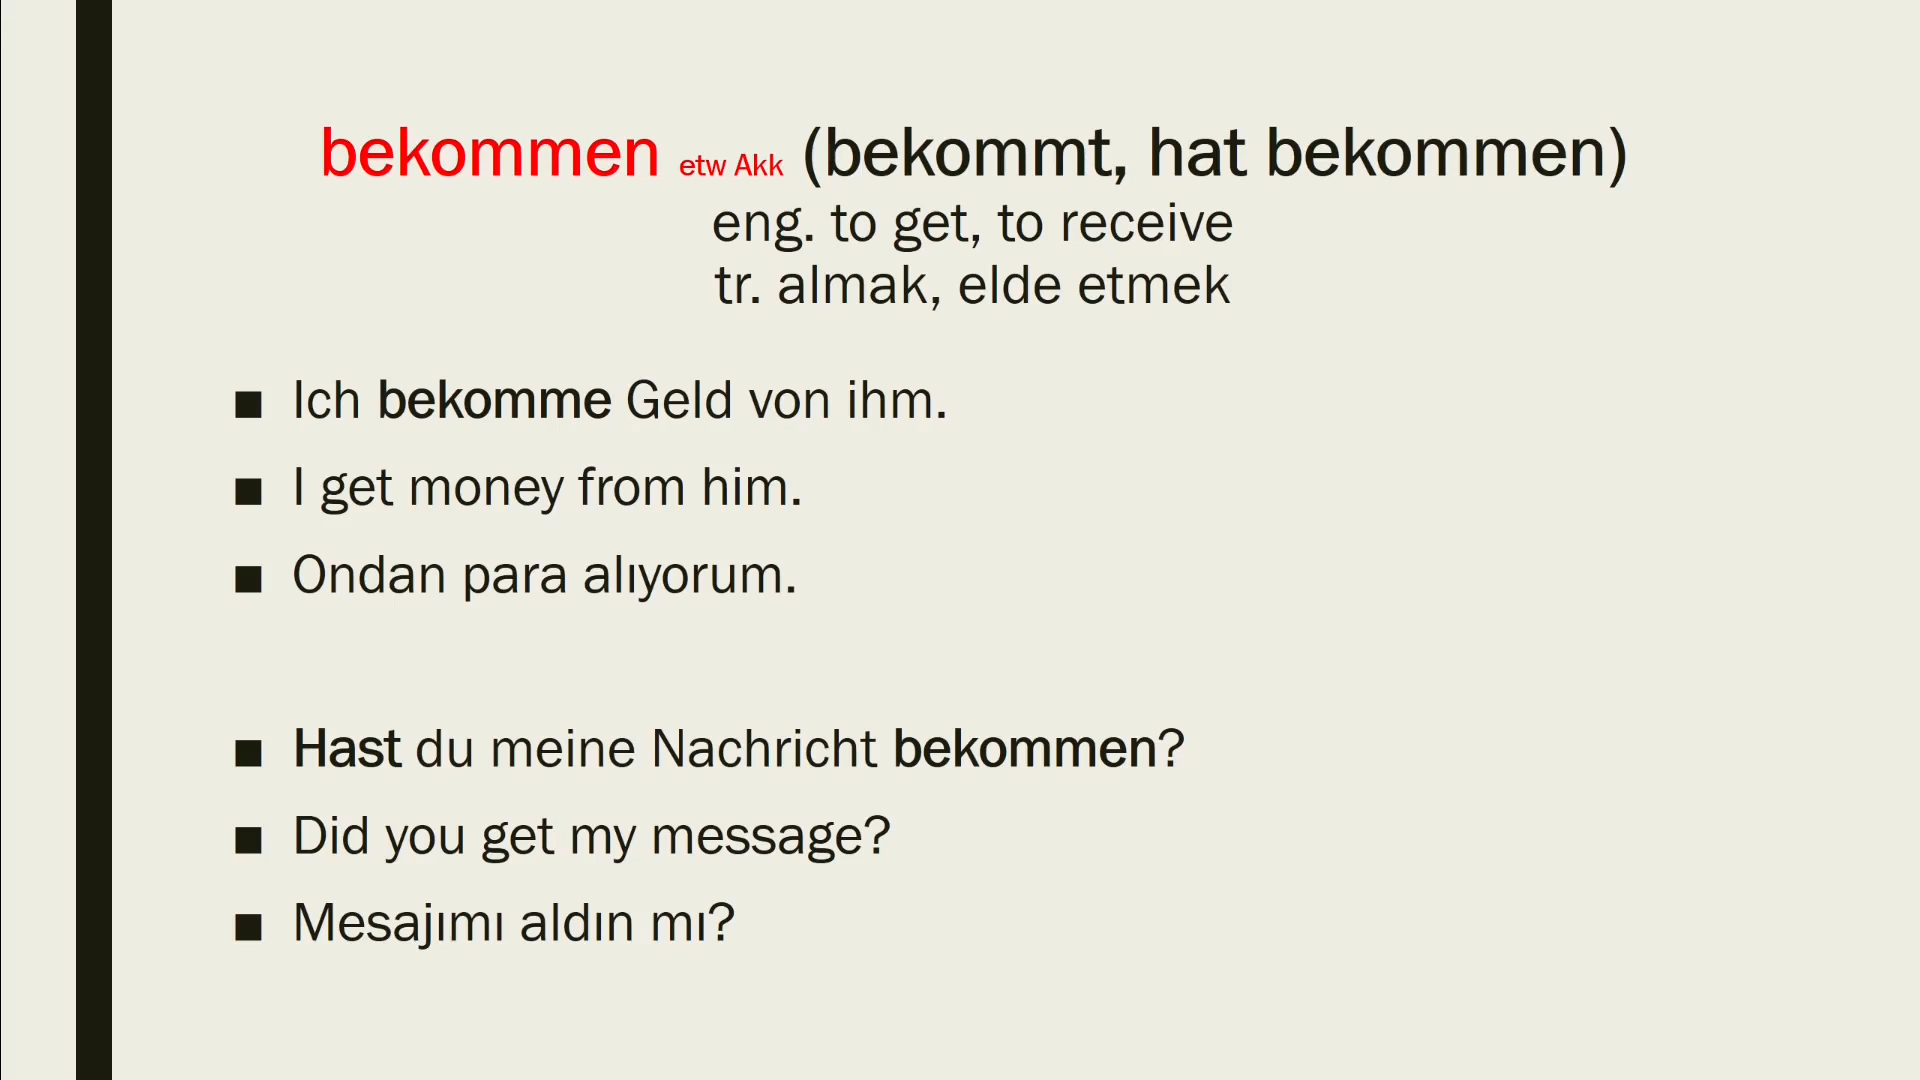 bekommen etw Akk (bekommt, hat bekommen)
eng. to get, to receive
tr. almak, elde etmek
■ Ich bekomme Geld von ihm.
■ I get money from him.
■ Ondan para alıyorum.
■ Hast du meine Nachricht bekommen?
■ Did you get my message?
■ Mesajımı aldın mı?